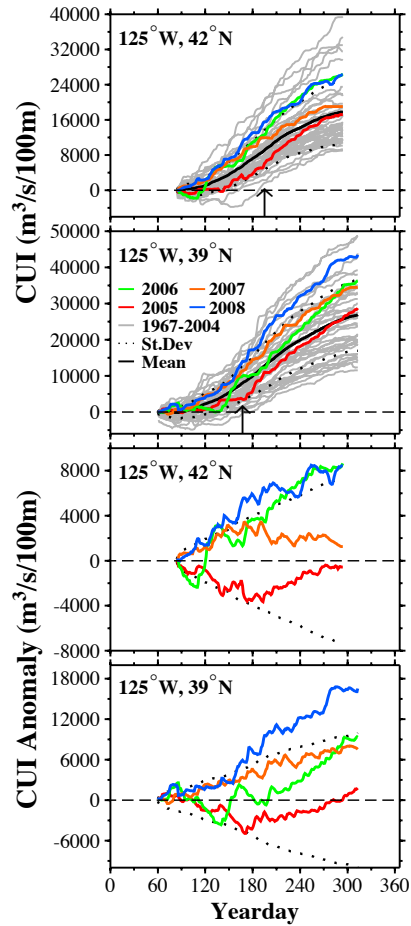 CUI (m³/s/100m)
125°W, 42°N
40000
32000
24000
16000
8000
0
125°W, 39°N
50000
40000
30000
20000
10000
0
2006 2007
2005 2008
1967-2004
St.Dev
Mean
CUI Anomaly (m³/s/100m)
125°W, 42°N
8000
4000
0
-4000
-8000
125°W, 39°N
18000
12000
6000
0
-6000
0 60 120 180 240 300 360
Yearday